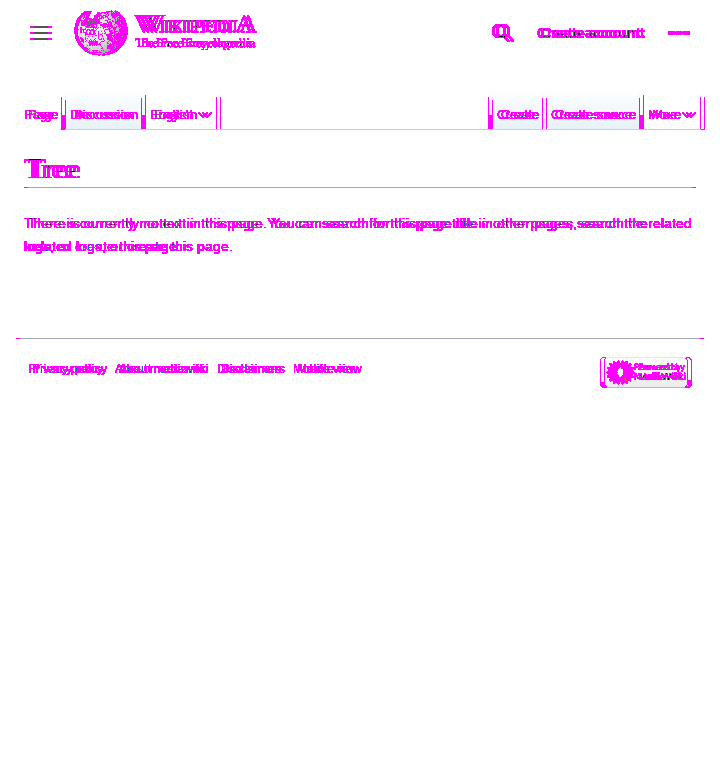 WIKIPEDIA
The Free Encyclopedia
Create account
Page Discussion English Create Create source More
Tree
There is currently no text in this page. You can search for this page title in other pages, search the related
logs, or create this page.
Privacy policy About mediawiki Disclaimers Mobile view
Powered by
MediaWiki